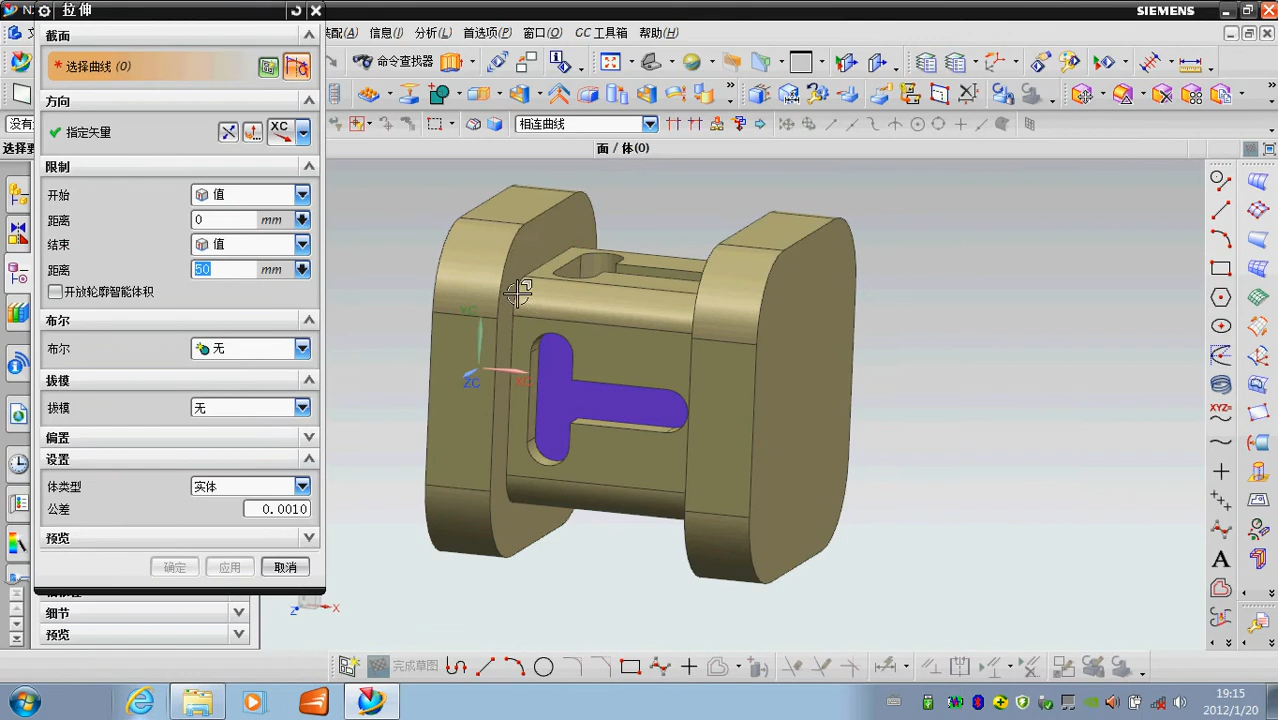 拉伸
SIEMENS
截面
* 选择曲线 (0)
方向
指定矢量
XC
限制
开始
值
距离
0 mm
结束
值
距离
50 mm
开放轮廓智能体积
布尔
布尔
无
拔模
拔模
无
偏置
设置
体类型
实体
公差
0.0010
预览
确定
应用
取消
细节
预览
信息(I)
分析(L)
首选项(P)
窗口(O)
GC 工具箱
帮助(H)
命令查找器
没有
相连曲线
面 / 体(0)
YC
ZC
XC
Z
X
XYZ=
A
完成草图
19:15
2012/1/20